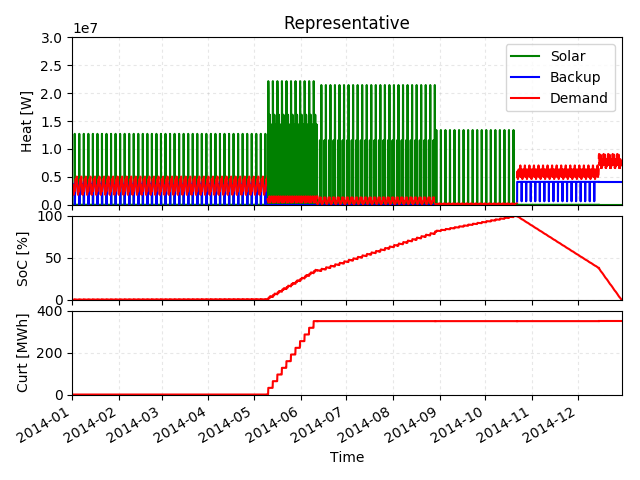 Representative
1e7
3.0
2.5
2.0
1.5
1.0
0.5
0.0
Heat [W]
Solar
Backup
Demand
100
50
0
SoC [%]
400
200
0
Curt [MWh]
2014-01
2014-02
2014-03
2014-04
2014-05
2014-06
2014-07
2014-08
2014-09
2014-10
2014-11
2014-12
Time